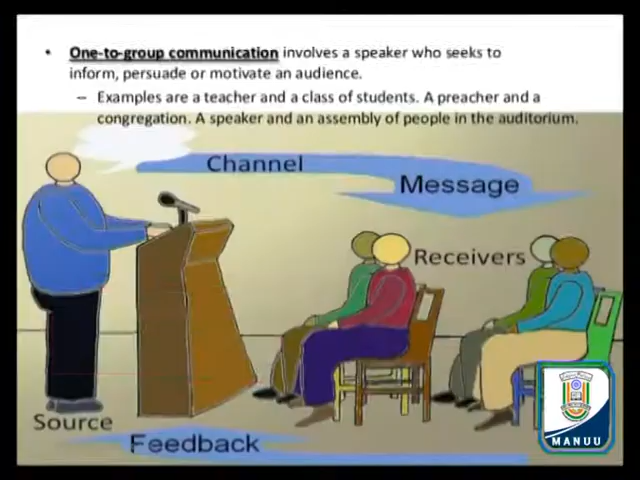 • One-to-group communication involves a speaker who seeks to
inform, persuade or motivate an audience.
– Examples are a teacher and a class of students. A preacher and a
congregation. A speaker and an assembly of people in the auditorium.
Channel
Message
Receivers
Source
Feedback
MANUU